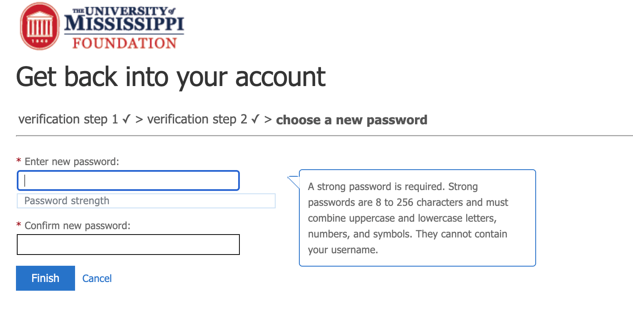 THE UNIVERSITY of
MISSISSIPPI
FOUNDATION
1848
Get back into your account
verification step 1 ✓ > verification step 2 ✓ > choose a new password
* Enter new password:
Password strength
A strong password is required. Strong
passwords are 8 to 256 characters and must
combine uppercase and lowercase letters,
numbers, and symbols. They cannot contain
your username.
* Confirm new password:
Finish Cancel